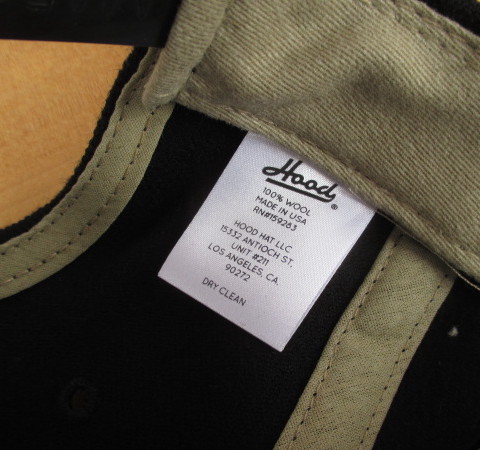 Hood®
100% WOOL
MADE IN USA
RN#159283
HOOD HAT LLC
15332 ANTIOCH ST.
UNIT #211
LOS ANGELES, CA.
90272
DRY CLEAN